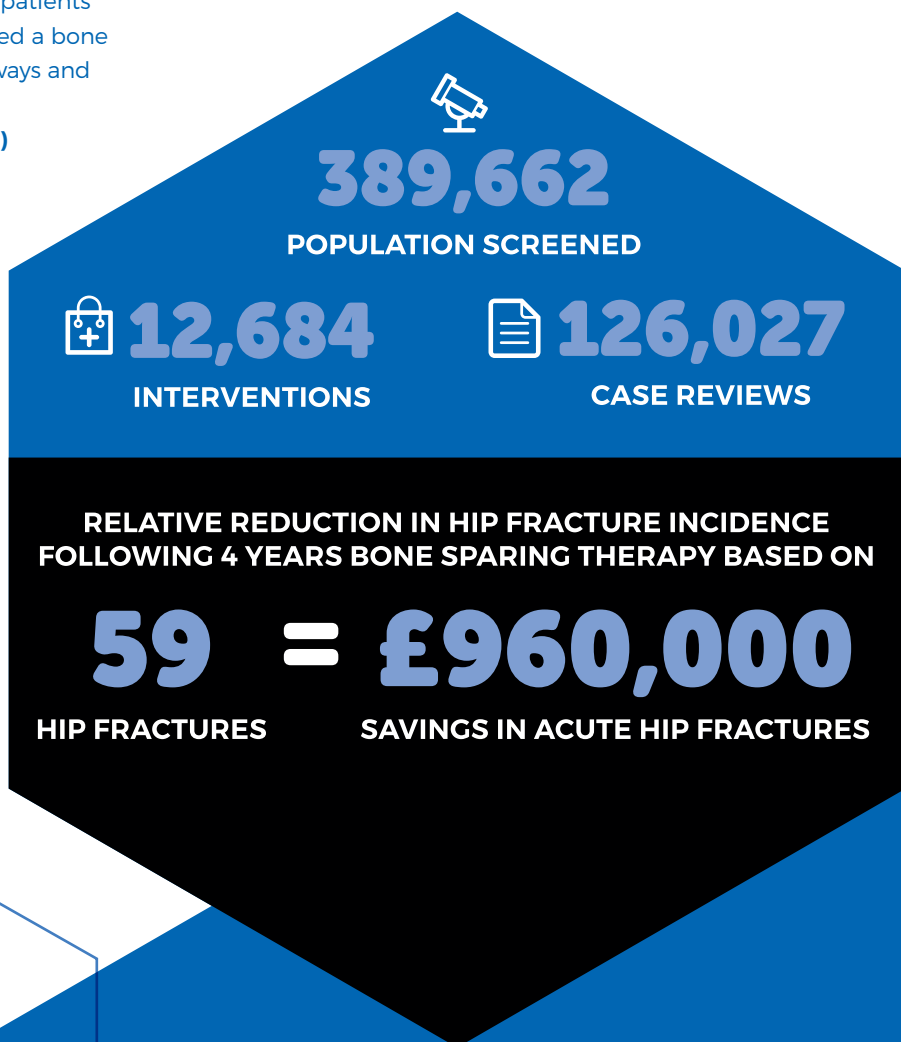 patients
ed a bone
ways and
)
389,662
POPULATION SCREENED
12,684
INTERVENTIONS
126,027
CASE REVIEWS
RELATIVE REDUCTION IN HIP FRACTURE INCIDENCE
FOLLOWING 4 YEARS BONE SPARING THERAPY BASED ON
59 = £960,000
HIP FRACTURES SAVINGS IN ACUTE HIP FRACTURES